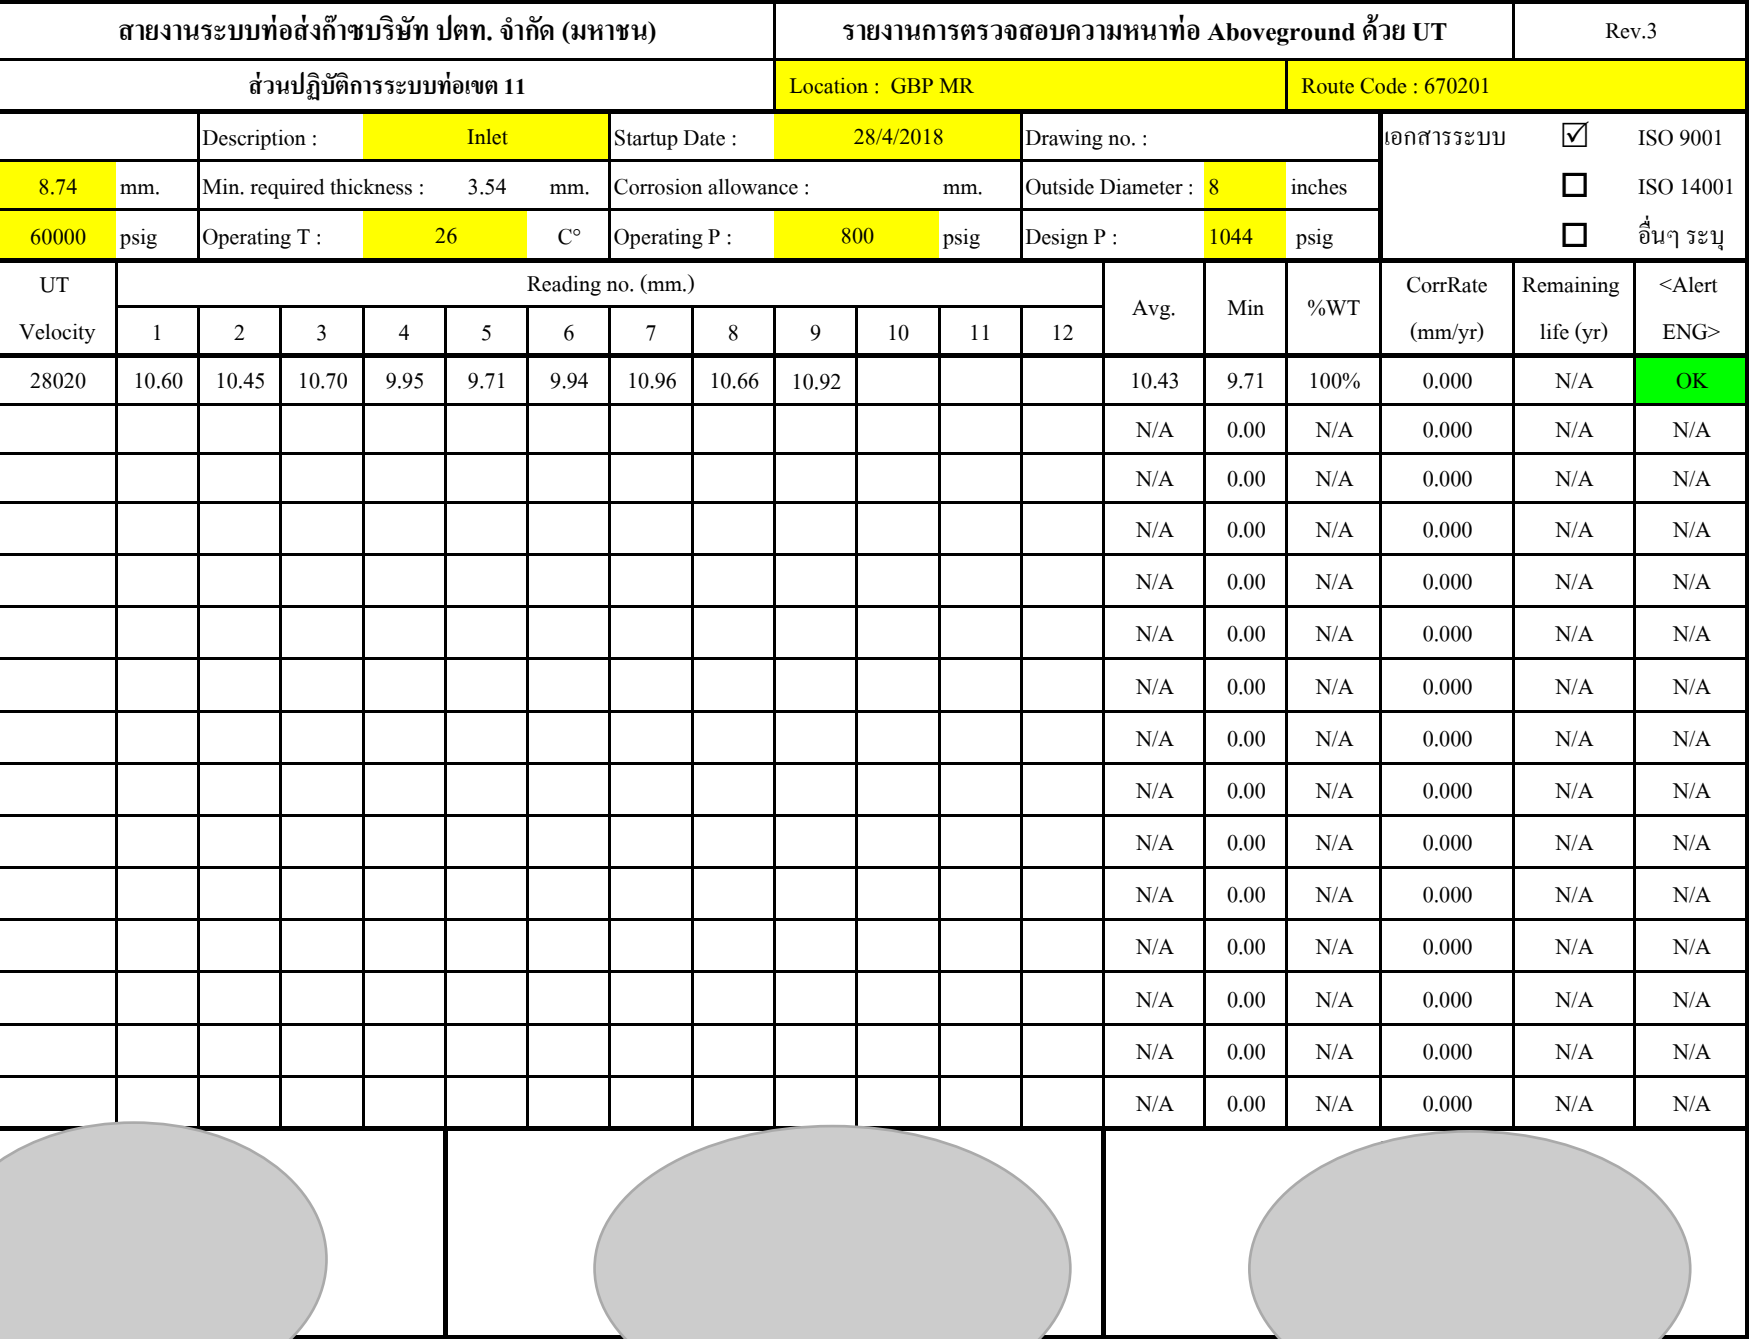 สายงานระบบท่อส่งก๊าซบริษัท ปตท. จำกัด (มหาชน) รายงานการตรวจสอบความหนาท่อ Aboveground ด้วย UT Rev.3
ส่วนปฏิบัติการระบบท่อเขต 11 Location : GBP MR Route Code : 670201
Description : Inlet Startup Date : 28/4/2018 Drawing no. : เอกสารระบบ ☑ ISO 9001
8.74 mm. Min. required thickness : 3.54 mm. Corrosion allowance : mm. Outside Diameter : 8 inches ☐ ISO 14001
60000 psig Operating T : 26 C° Operating P : 800 psig Design P : 1044 psig ☐ อื่นๆ ระบุ
UT Reading no. (mm.) Avg. Min %WT CorrRate Remaining <Alert
Velocity 1 2 3 4 5 6 7 8 9 10 11 12 (mm/yr) life (yr) ENG>
28020 10.60 10.45 10.70 9.95 9.71 9.94 10.96 10.66 10.92 10.43 9.71 100% 0.000 N/A OK
N/A 0.00 N/A 0.000 N/A N/A
N/A 0.00 N/A 0.000 N/A N/A
N/A 0.00 N/A 0.000 N/A N/A
N/A 0.00 N/A 0.000 N/A N/A
N/A 0.00 N/A 0.000 N/A N/A
N/A 0.00 N/A 0.000 N/A N/A
N/A 0.00 N/A 0.000 N/A N/A
N/A 0.00 N/A 0.000 N/A N/A
N/A 0.00 N/A 0.000 N/A N/A
N/A 0.00 N/A 0.000 N/A N/A
N/A 0.00 N/A 0.000 N/A N/A
N/A 0.00 N/A 0.000 N/A N/A
N/A 0.00 N/A 0.000 N/A N/A
N/A 0.00 N/A 0.000 N/A N/A